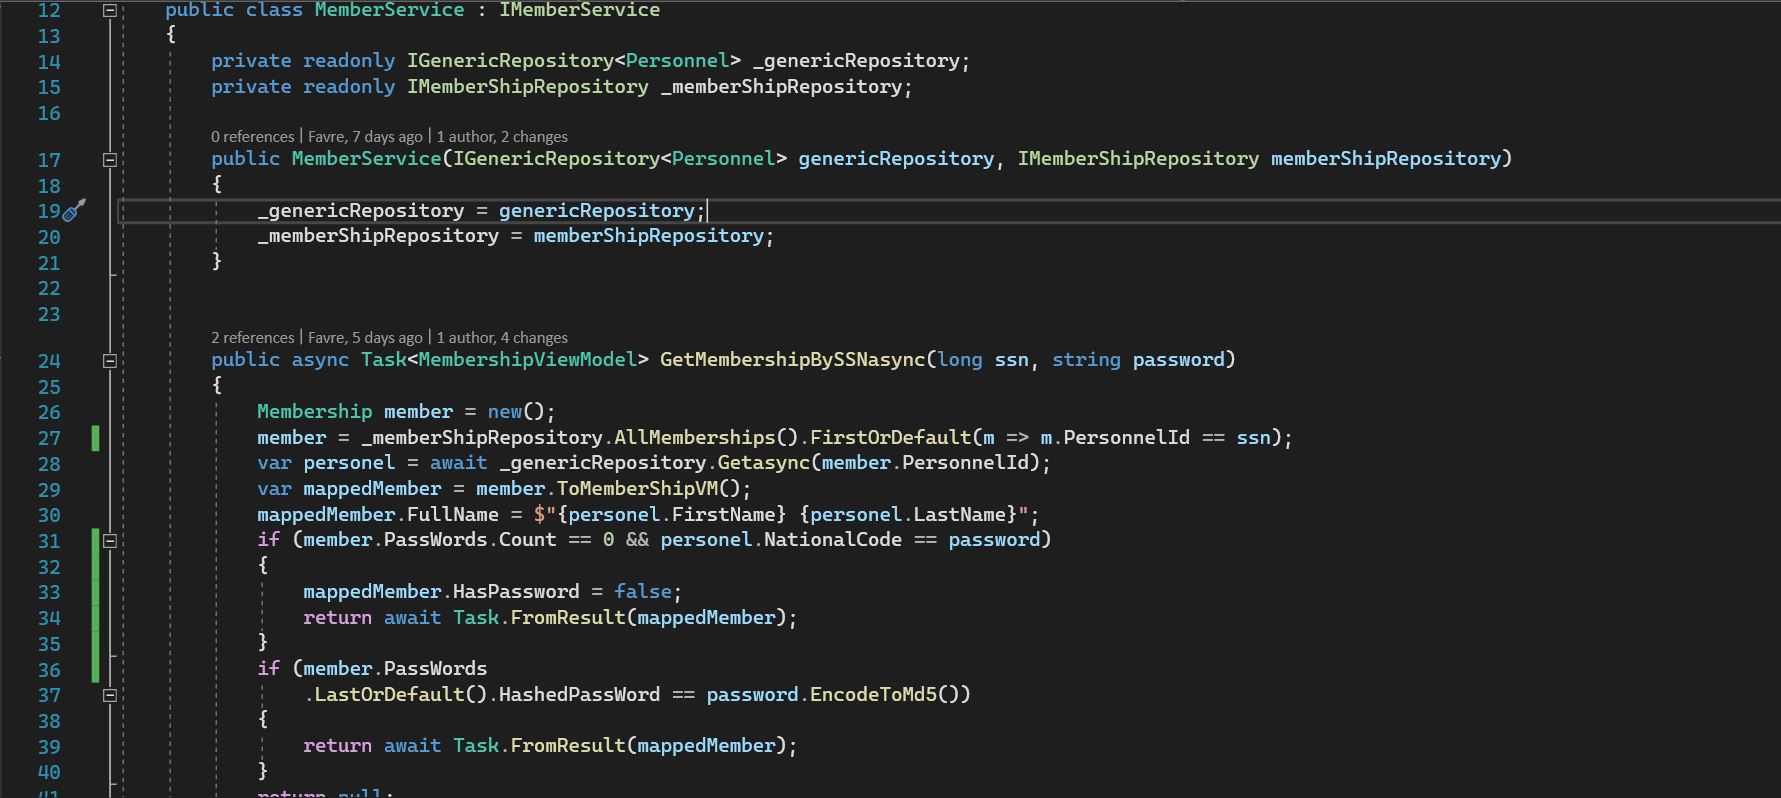 12 public class MemberService : IMemberService
13 {
14 private readonly IGenericRepository<Personnel> _genericRepository;
15 private readonly IMemberShipRepository _memberShipRepository;
16
0 references | Favre, 7 days ago | 1 author, 2 changes
17 public MemberService(IGenericRepository<Personnel> genericRepository, IMemberShipRepository memberShipRepository)
18 {
19 _genericRepository = genericRepository;
20 _memberShipRepository = memberShipRepository;
21 }
22
23
2 references | Favre, 5 days ago | 1 author, 4 changes
24 public async Task<MembershipViewModel> GetMembershipBySSNasync(long ssn, string password)
25 {
26 Membership member = new();
27 member = _memberShipRepository.AllMemberships().FirstOrDefault(m => m.PersonnelId == ssn);
28 var personel = await _genericRepository.Getasync(member.PersonnelId);
29 var mappedMember = member.ToMemberShipVM();
30 mappedMember.FullName = $"{personel.FirstName} {personel.LastName}";
31 if (member.PassWords.Count == 0 && personel.NationalCode == password)
32 {
33 mappedMember.HasPassword = false;
34 return await Task.FromResult(mappedMember);
35 }
36 if (member.PassWords
37 .LastOrDefault().HashedPassWord == password.EncodeToMd5())
38 {
39 return await Task.FromResult(mappedMember);
40 }
41 return null;